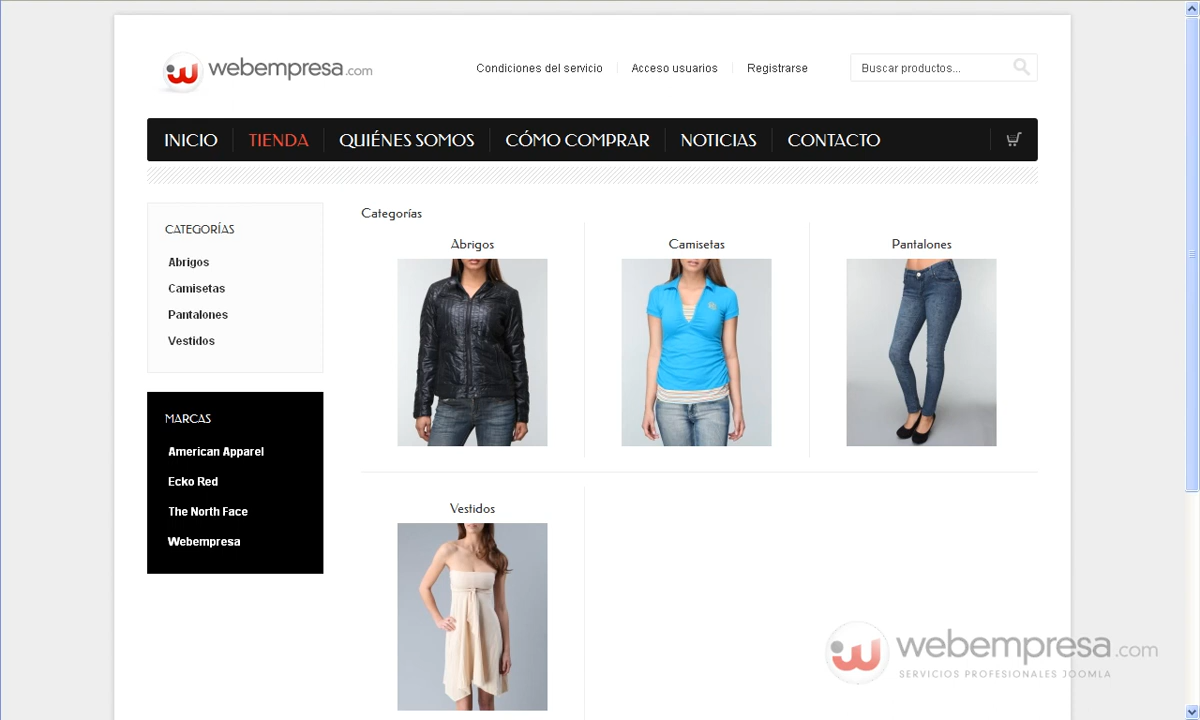 webempresa.com
Condiciones del servicio
Acceso usuarios
Registrarse
Buscar productos...
INICIO
TIENDA
QUIÉNES SOMOS
CÓMO COMPRAR
NOTICIAS
CONTACTO
CATEGORÍAS
Abrigos
Camisetas
Pantalones
Vestidos
MARCAS
American Apparel
Ecko Red
The North Face
Webempresa
Categorías
Abrigos
Camisetas
Pantalones
Vestidos
webempresa.com
SERVICIOS PROFESIONALES JOOMLA